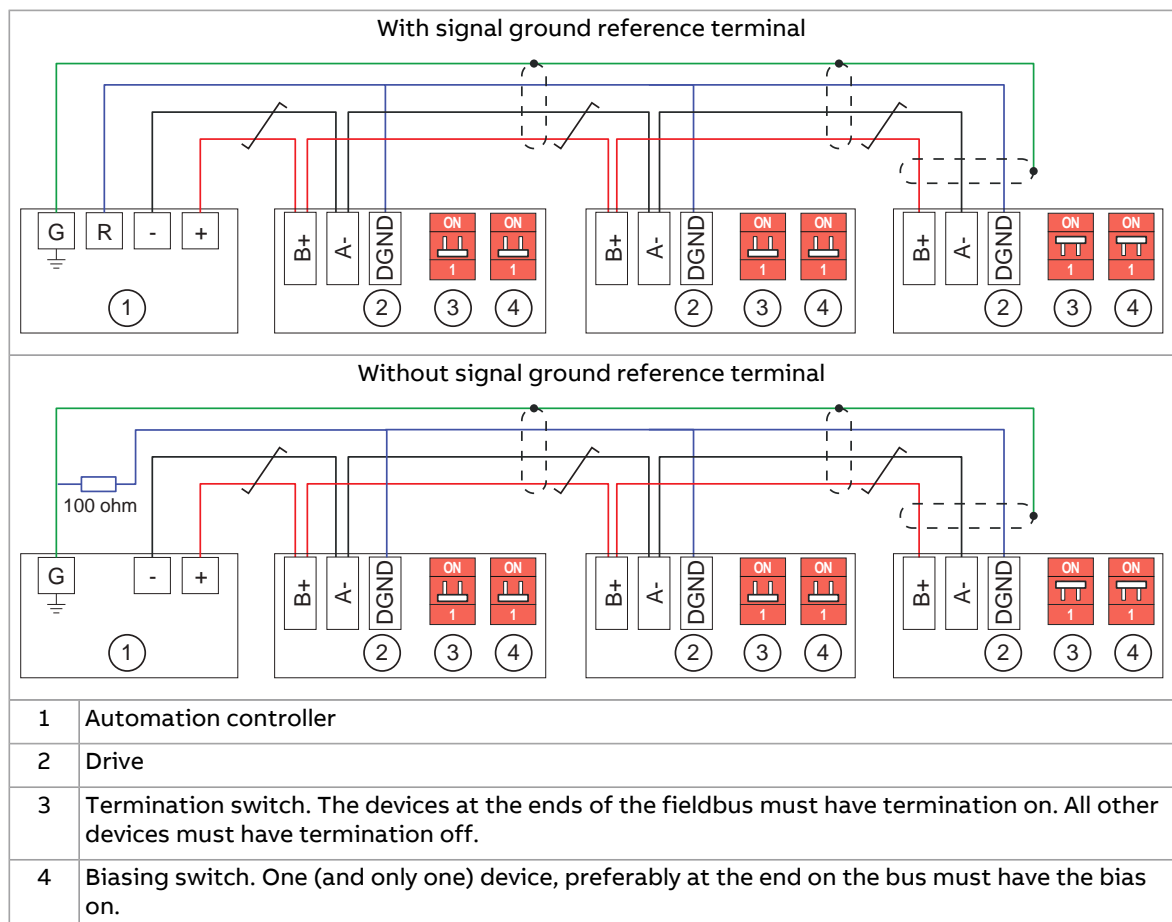 With signal ground reference terminal
G R - +
B+ A- DGND ON 1 ON 1
B+ A- DGND ON 1 ON 1
B+ A- DGND ON 1 ON 1
1 2 3 4 2 3 4 2 3 4
Without signal ground reference terminal
100 ohm
G - +
B+ A- DGND ON 1 ON 1
B+ A- DGND ON 1 ON 1
B+ A- DGND ON 1 ON 1
1 2 3 4 2 3 4 2 3 4
1 Automation controller
2 Drive
3 Termination switch. The devices at the ends of the fieldbus must have termination on. All other
devices must have termination off.
4 Biasing switch. One (and only one) device, preferably at the end on the bus must have the bias
on.